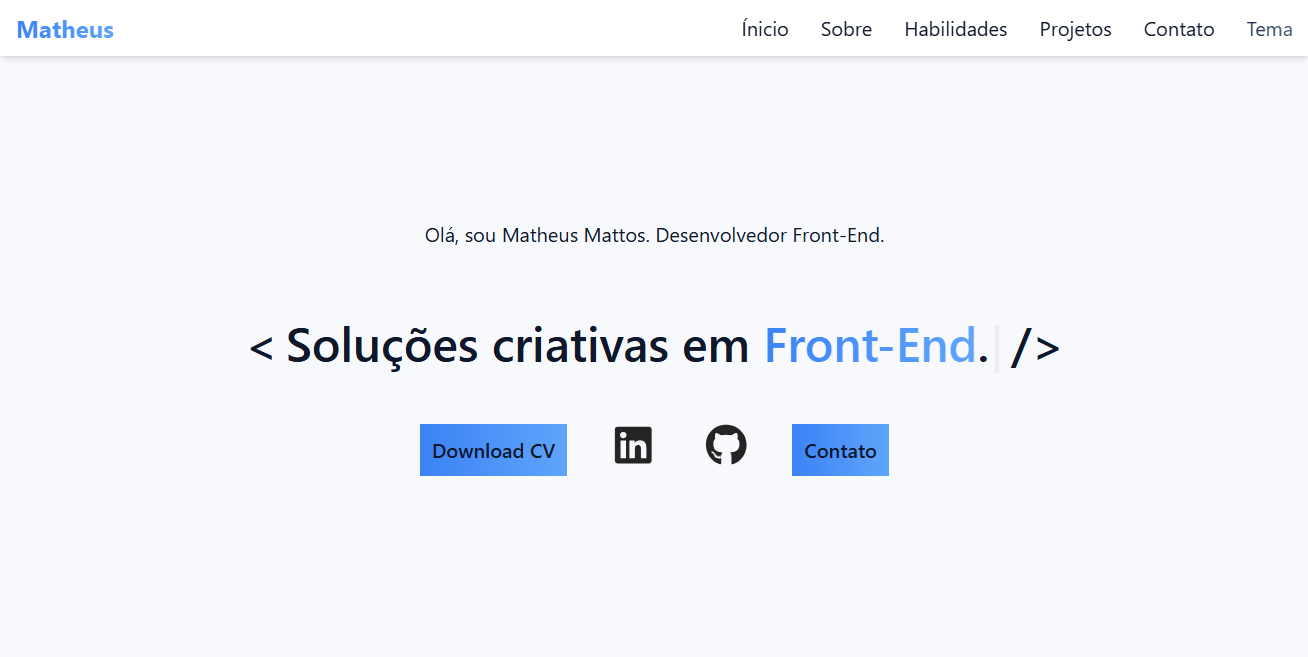 Matheus
Ínicio Sobre Habilidades Projetos Contato Tema
Olá, sou Matheus Mattos. Desenvolvedor Front-End.
< Soluções criativas em Front-End. />
Download CV in Contato